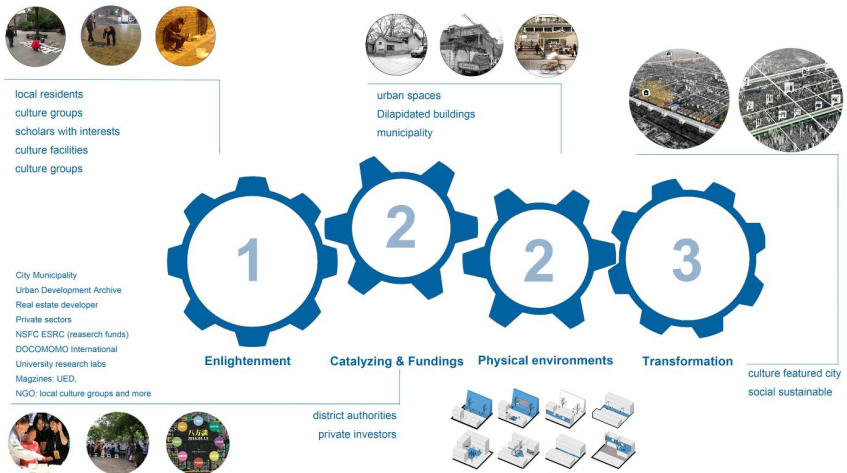 local residents
culture groups
scholars with interests
culture facilities
culture groups
urban spaces
Dilapidated buildings
municipality
1
2
2
3
City Municipality
Urban Development Archive
Real estate developer
Private sectors
NSFC ESRC (reaserch funds)
DOCOMOMO International
University research labs
Magzines: UED,
NGO: local culture groups and more
Enlightenment
Catalyzing & Fundings
Physical environments
Transformation
district authorities
private investors
culture featured city
social sustainable